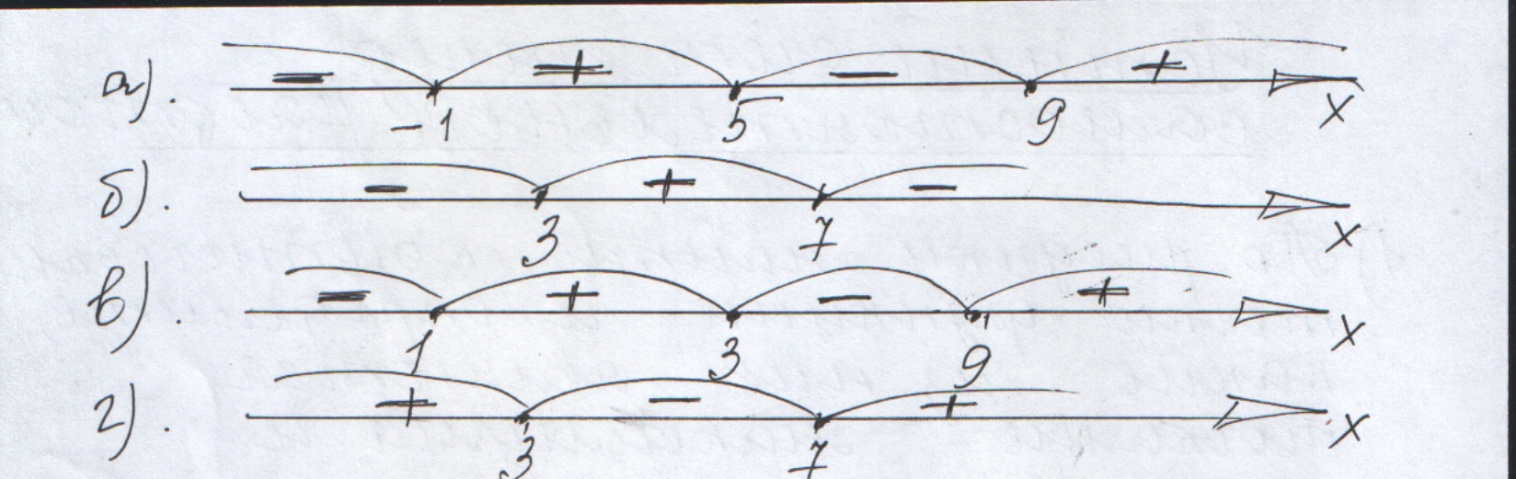 а). − + − + 
-1 5 9 х
б). − + −
3 7 х
в). − + − +
1 3 9 х
г). + − +
3 7 х